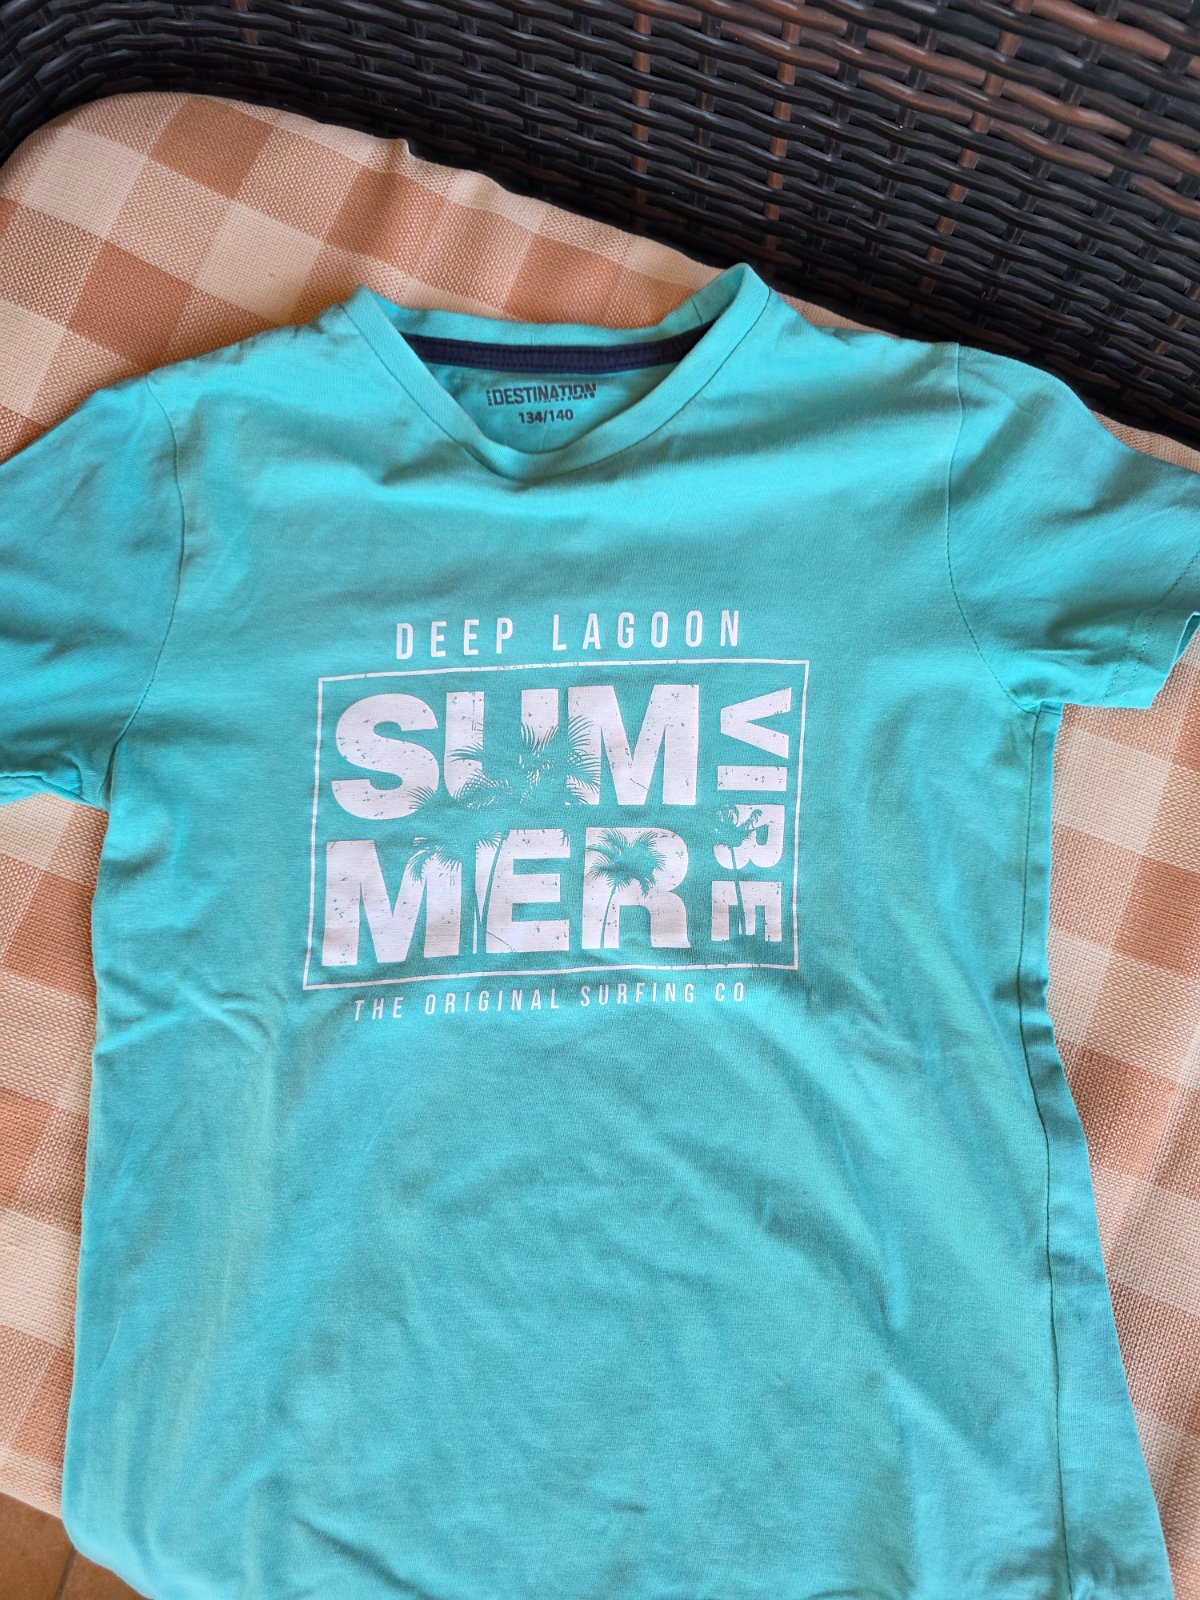 DESTINATION
134/140
DEEP LAGOON
SUM
MER
VIBE
THE ORIGINAL SURFING CO